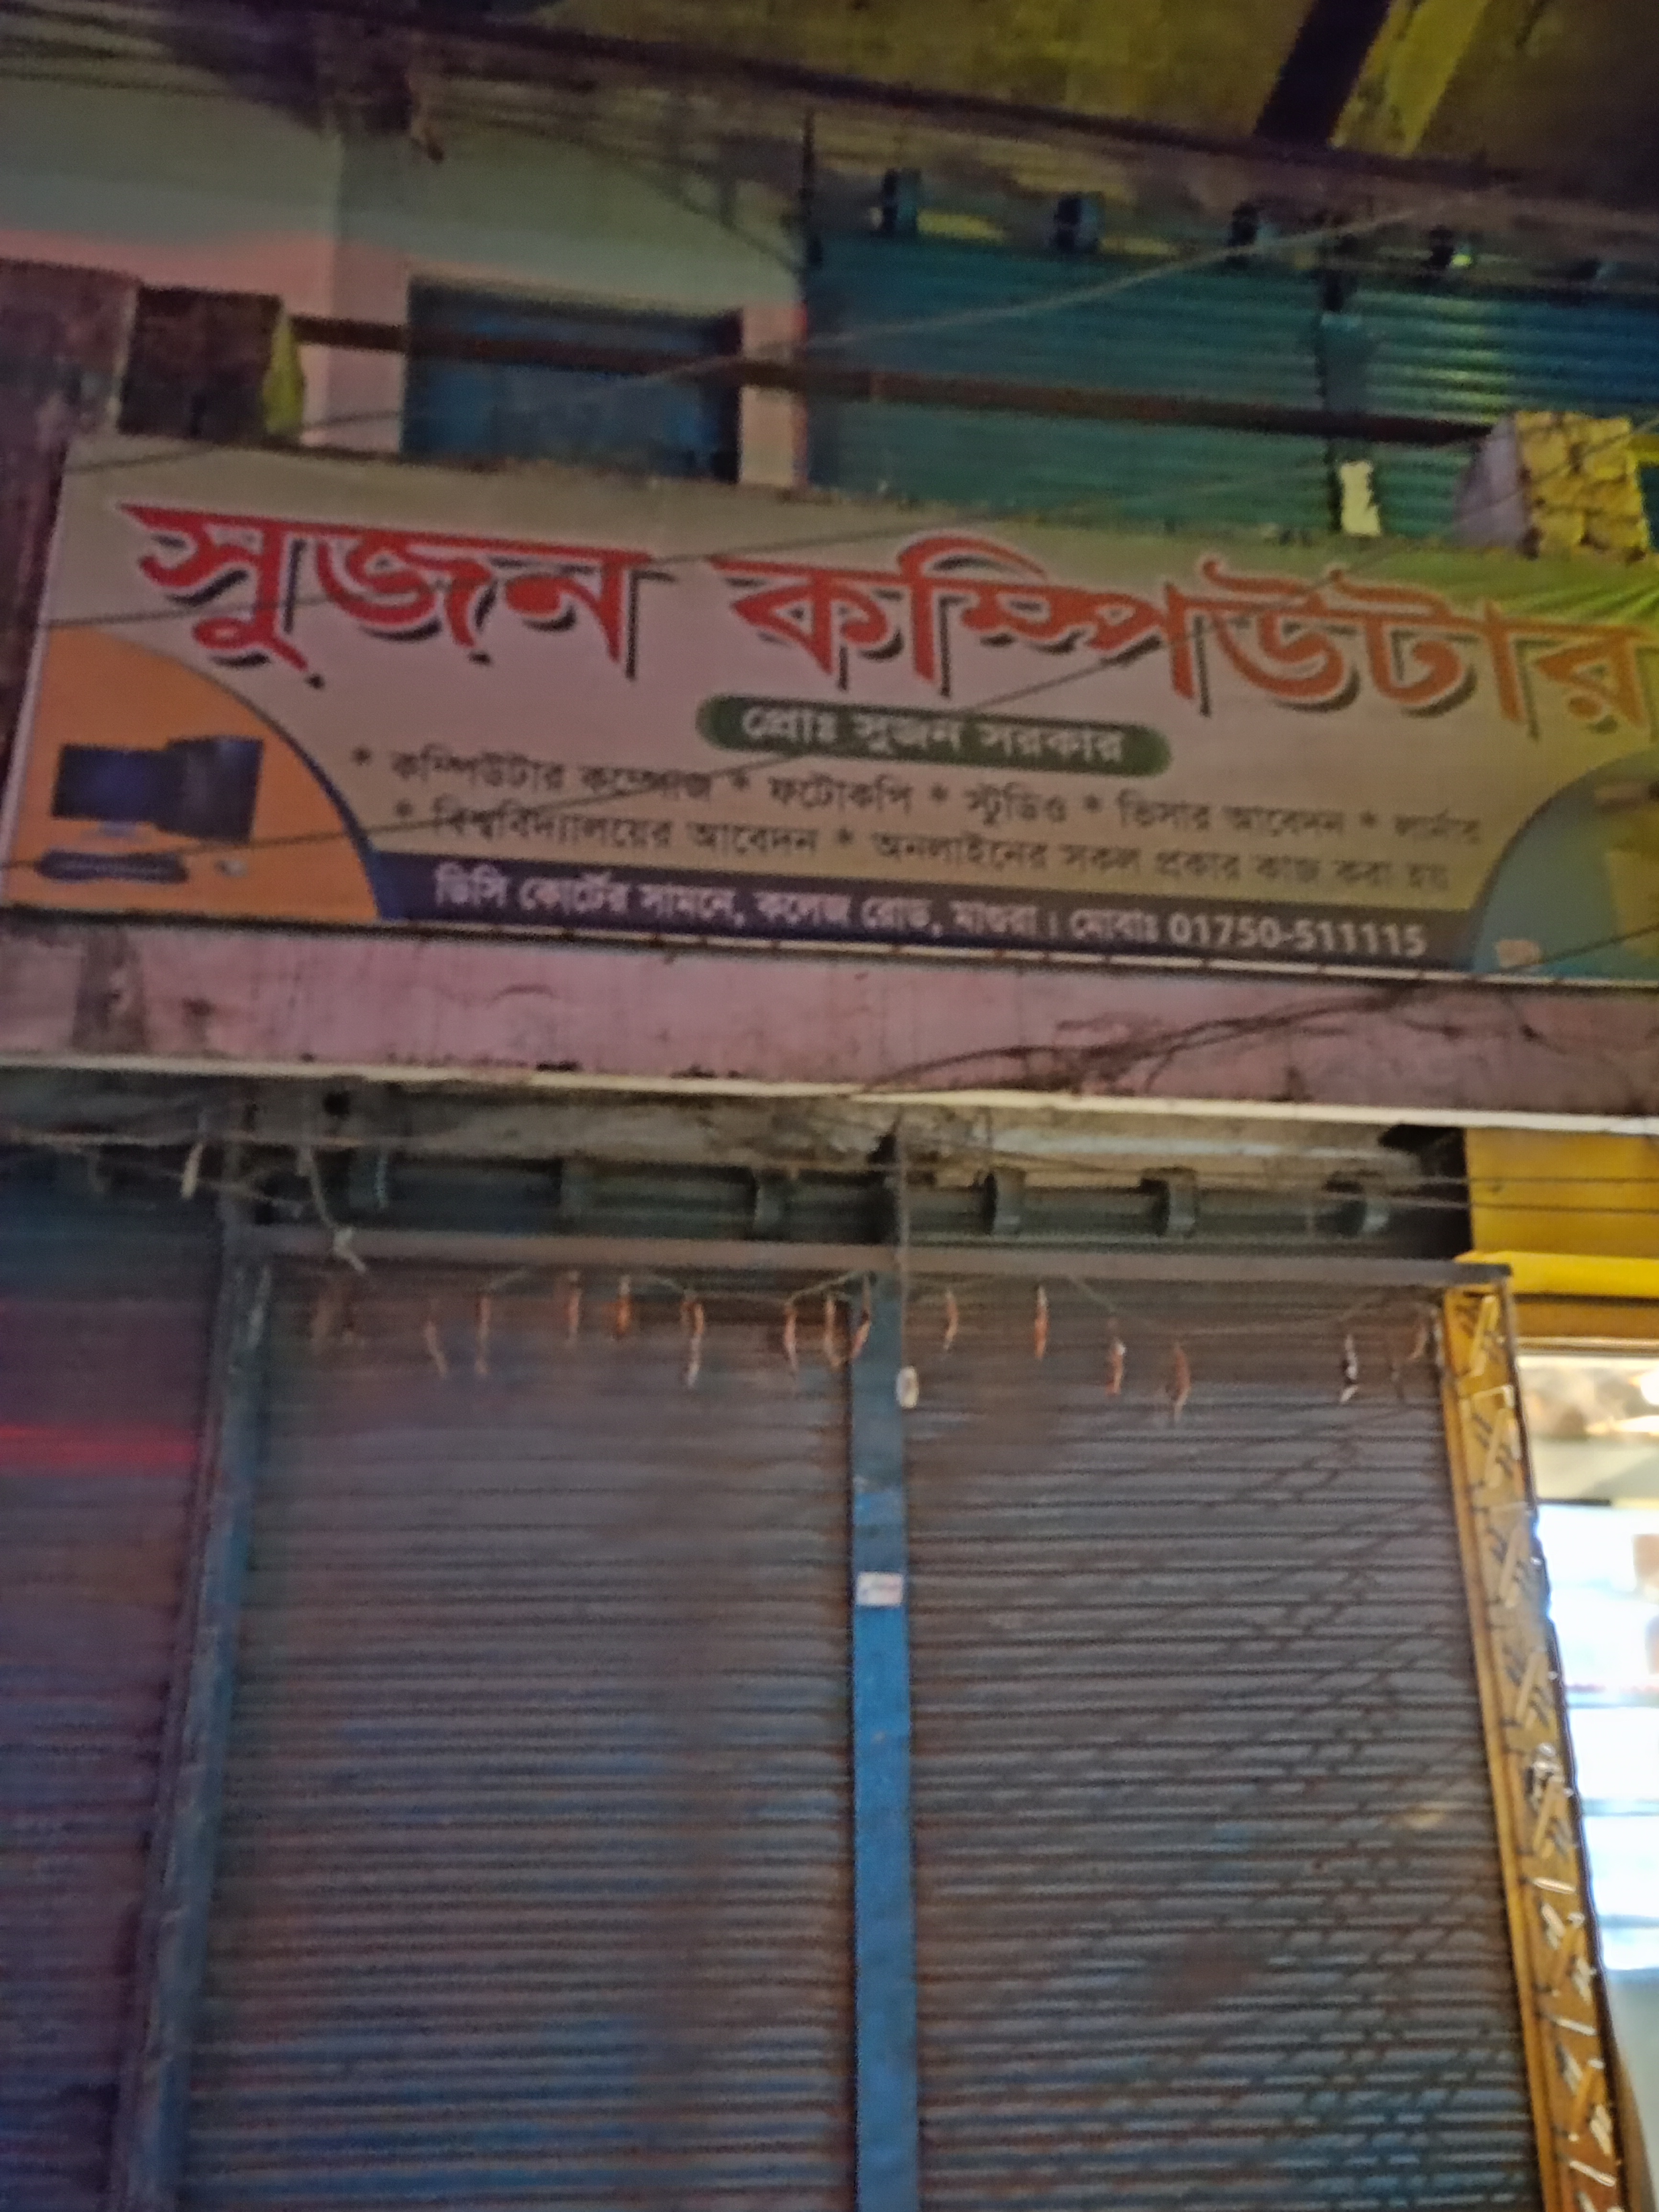 সুজন কম্পিউটার
প্রোঃ সুজন সরকার
* কম্পিউটার কম্পোজ * ফটোকপি * স্টুডিও * ভিসার আবেদন * লার্নার
* বিশ্ববিদ্যালয়ের আবেদন * অনলাইনের সকল প্রকার কাজ করা হয়
ডিসি কোর্টের সামনে, কলেজ রোড, মাগুরা। মোবাঃ 01750-511115